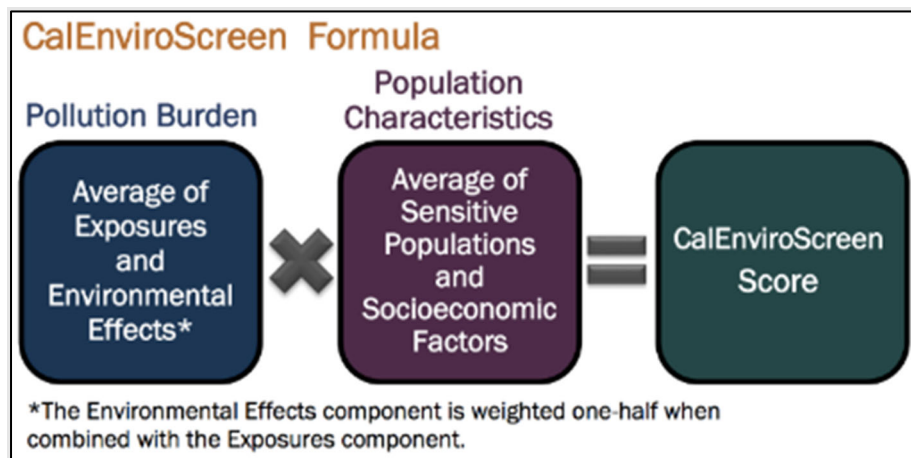 CalEnviroScreen Formula
Pollution Burden
Population
Characteristics
Average of
Exposures
and
Environmental
Effects*
Average of
Sensitive
Populations
and
Socioeconomic
Factors
CalEnviroScreen
Score
*The Environmental Effects component is weighted one-half when
combined with the Exposures component.